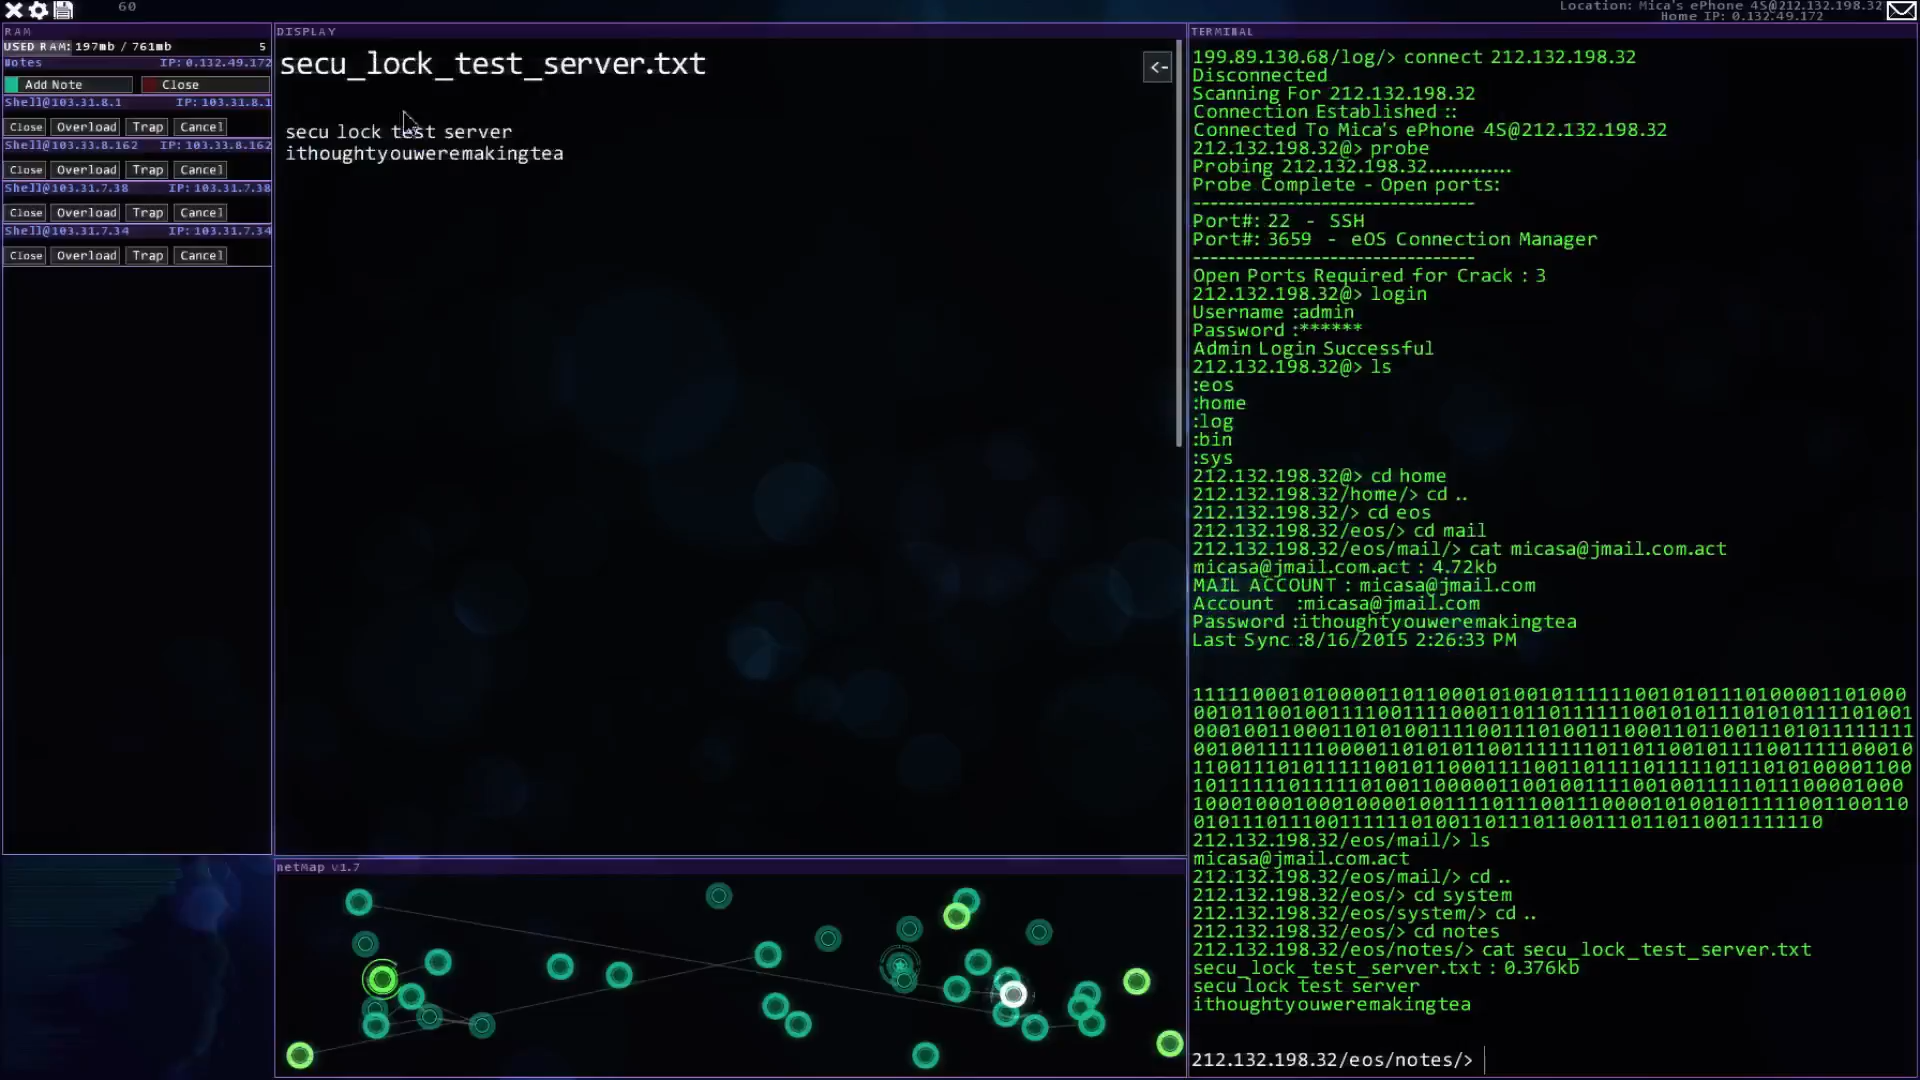 60
Location: Mica's ePhone 4S@212.132.198.32
Home IP: 0.132.49.172
RAM
USED RAM: 197mb / 761mb 5
Notes IP: 0.132.49.172
Add Note Close
Shell@103.31.8.1 IP: 103.31.8.1
Close Overload Trap Cancel
Shell@103.33.8.162 IP: 103.33.8.162
Close Overload Trap Cancel
Shell@103.31.7.38 IP: 103.31.7.38
Close Overload Trap Cancel
Shell@103.31.7.34 IP: 103.31.7.34
Close Overload Trap Cancel
DISPLAY
secu_lock_test_server.txt
<-
secu lock test server
ithoughtyouweremakingtea
netMap v1.7
TERMINAL
199.89.130.68/log/> connect 212.132.198.32
Disconnected
Scanning For 212.132.198.32
Connection Established ::
Connected To Mica's ePhone 4S@212.132.198.32
212.132.198.32@> probe
Probing 212.132.198.32.............
Probe Complete - Open ports:
--------------------------------
Port#: 22 - SSH
Port#: 3659 - eOS Connection Manager
--------------------------------
Open Ports Required for Crack : 3
212.132.198.32@> login
Username :admin
Password :******
Admin Login Successful
212.132.198.32@> ls
:eos
:home
:log
:bin
:sys
212.132.198.32@> cd home
212.132.198.32/home/> cd ..
212.132.198.32/> cd eos
212.132.198.32/eos/> cd mail
212.132.198.32/eos/mail/> cat micasa@jmail.com.act
micasa@jmail.com.act : 4.72kb
MAIL ACCOUNT : micasa@jmail.com
Account :micasa@jmail.com
Password :ithoughtyouweremakingtea
Last Sync :8/16/2015 2:26:33 PM
212.132.198.32/eos/mail/> ls
micasa@jmail.com.act
212.132.198.32/eos/mail/> cd ..
212.132.198.32/eos/> cd system
212.132.198.32/eos/system/> cd ..
212.132.198.32/eos/> cd notes
212.132.198.32/eos/notes/> cat secu_lock_test_server.txt
secu_lock_test_server.txt : 0.376kb
secu lock test server
ithoughtyouweremakingtea
212.132.198.32/eos/notes/>